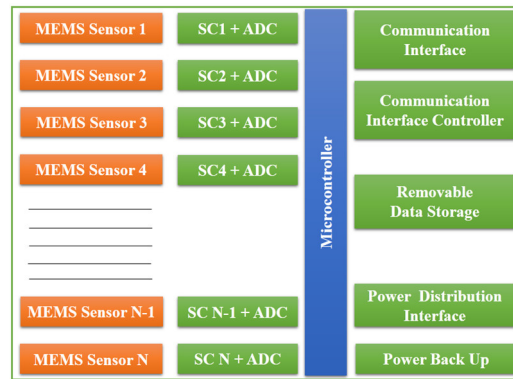 MEMS Sensor 1
SC1 + ADC
MEMS Sensor 2
SC2 + ADC
MEMS Sensor 3
SC3 + ADC
MEMS Sensor 4
SC4 + ADC
MEMS Sensor N-1
SC N-1 + ADC
MEMS Sensor N
SC N + ADC
Microcontroller
Communication
Interface
Communication
Interface Controller
Removable
Data Storage
Power Distribution
Interface
Power Back Up